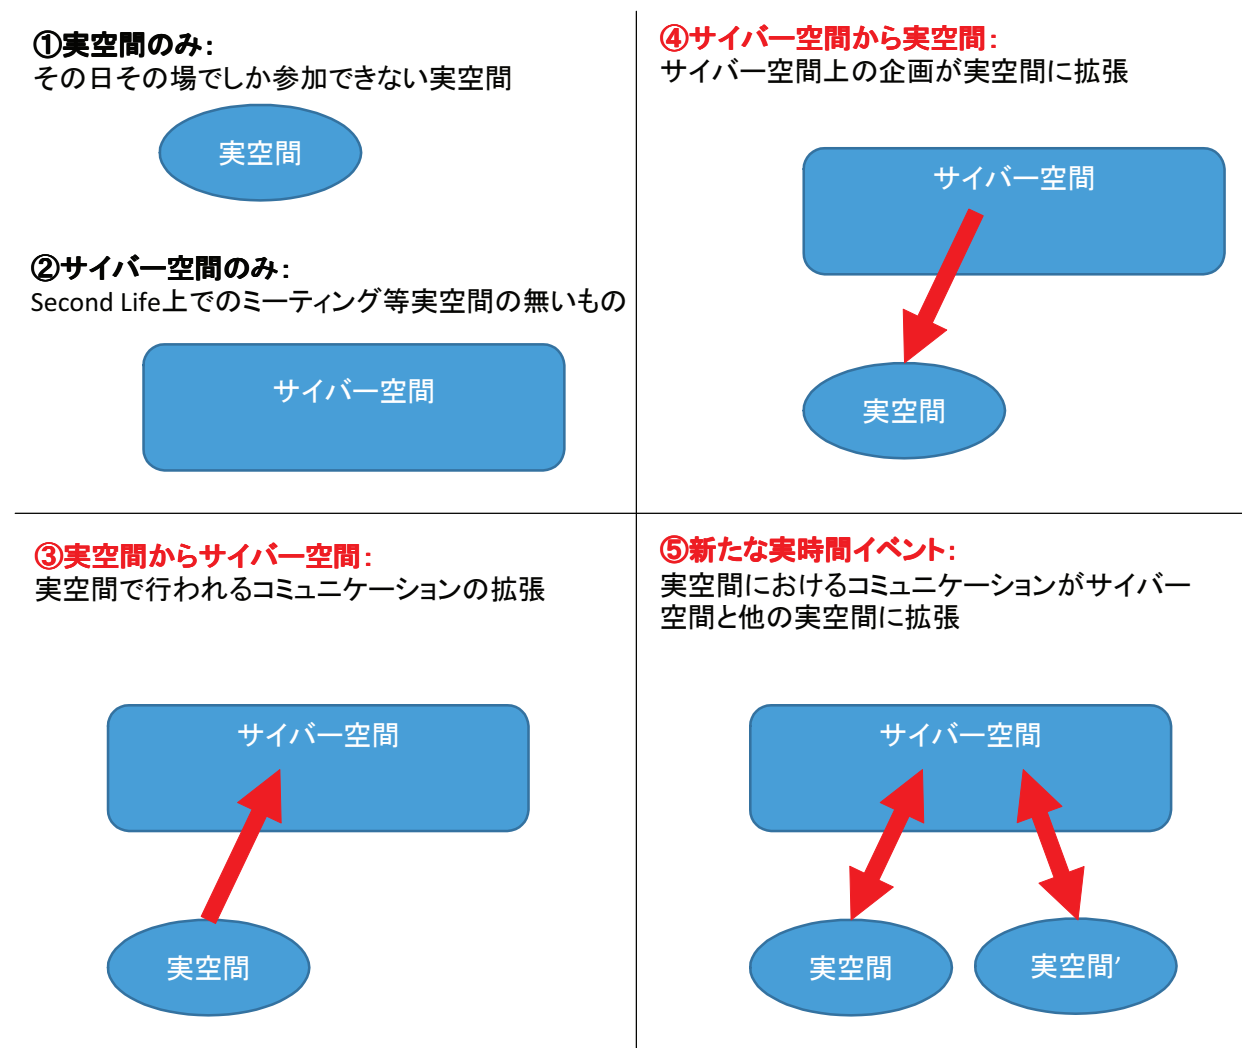 ①実空間のみ：
その日その場でしか参加できない実空間
実空間
②サイバー空間のみ：
Second Life上でのミーティング等実空間の無いもの
サイバー空間
③実空間からサイバー空間：
実空間で行われるコミュニケーションの拡張
サイバー空間
実空間
④サイバー空間から実空間：
サイバー空間上の企画が実空間に拡張
サイバー空間
実空間
⑤新たな実時間イベント：
実空間におけるコミュニケーションがサイバー
空間と他の実空間に拡張
サイバー空間
実空間
実空間’